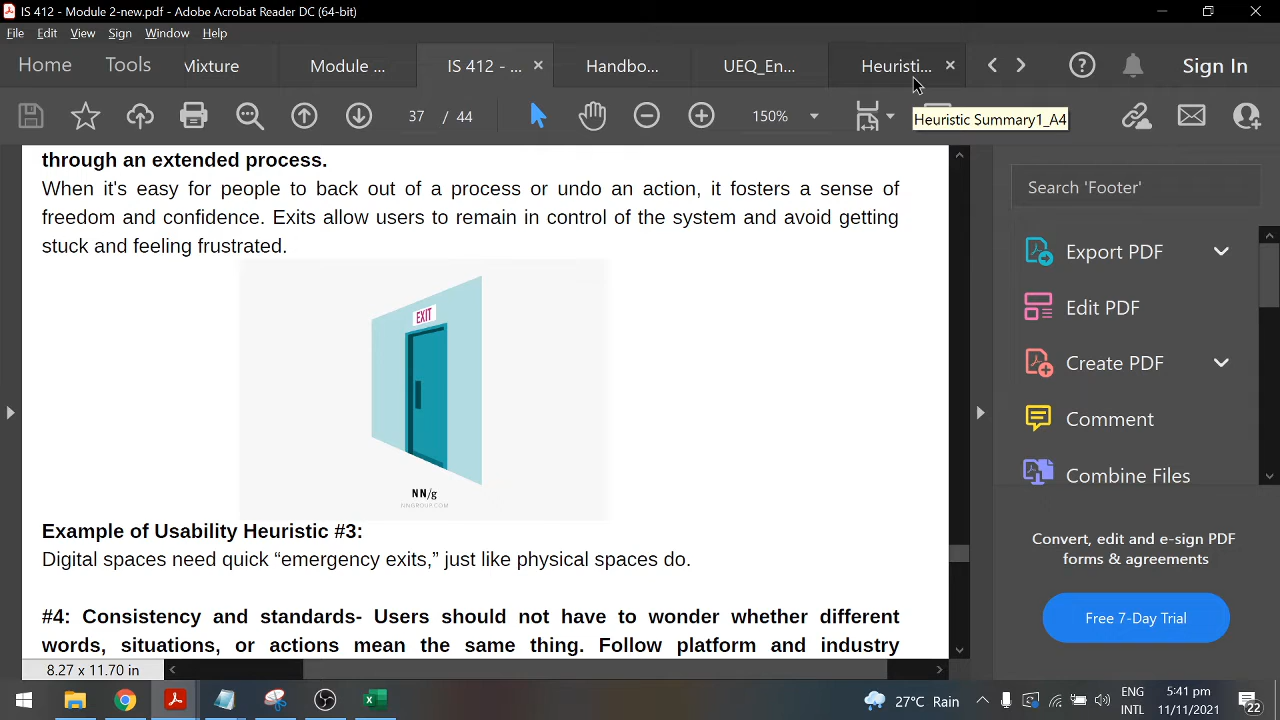 IS 412 - Module 2-new.pdf - Adobe Acrobat Reader DC (64-bit)
File Edit View Sign Window Help
Home Tools Mixture Module ... IS 412 - ... Handbo... UEQ_En... Heuristi... Sign In
37 / 44 150%
Heuristic Summary1_A4
through an extended process.
When it's easy for people to back out of a process or undo an action, it fosters a sense of
freedom and confidence. Exits allow users to remain in control of the system and avoid getting
stuck and feeling frustrated.
EXIT
NN/g
NNGROUP.COM
Example of Usability Heuristic #3:
Digital spaces need quick “emergency exits,” just like physical spaces do.
#4: Consistency and standards- Users should not have to wonder whether different
words, situations, or actions mean the same thing. Follow platform and industry
8.27 x 11.70 in
Search 'Footer'
Export PDF
Edit PDF
Create PDF
Comment
Combine Files
Convert, edit and e-sign PDF
forms & agreements
Free 7-Day Trial
27°C Rain
ENG
INTL
5:41 pm
11/11/2021
22